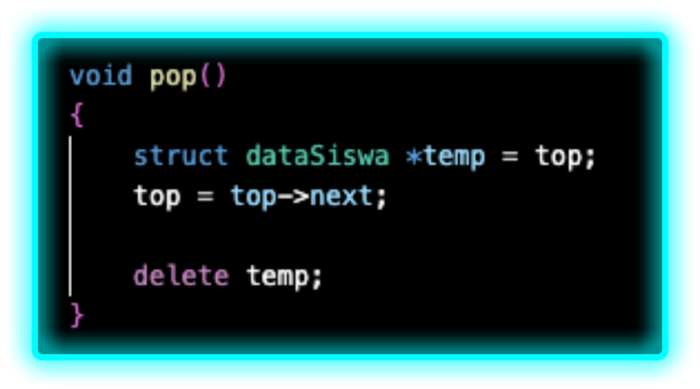 void pop()
{
struct dataSiswa *temp = top;
top = top->next;
delete temp;
}